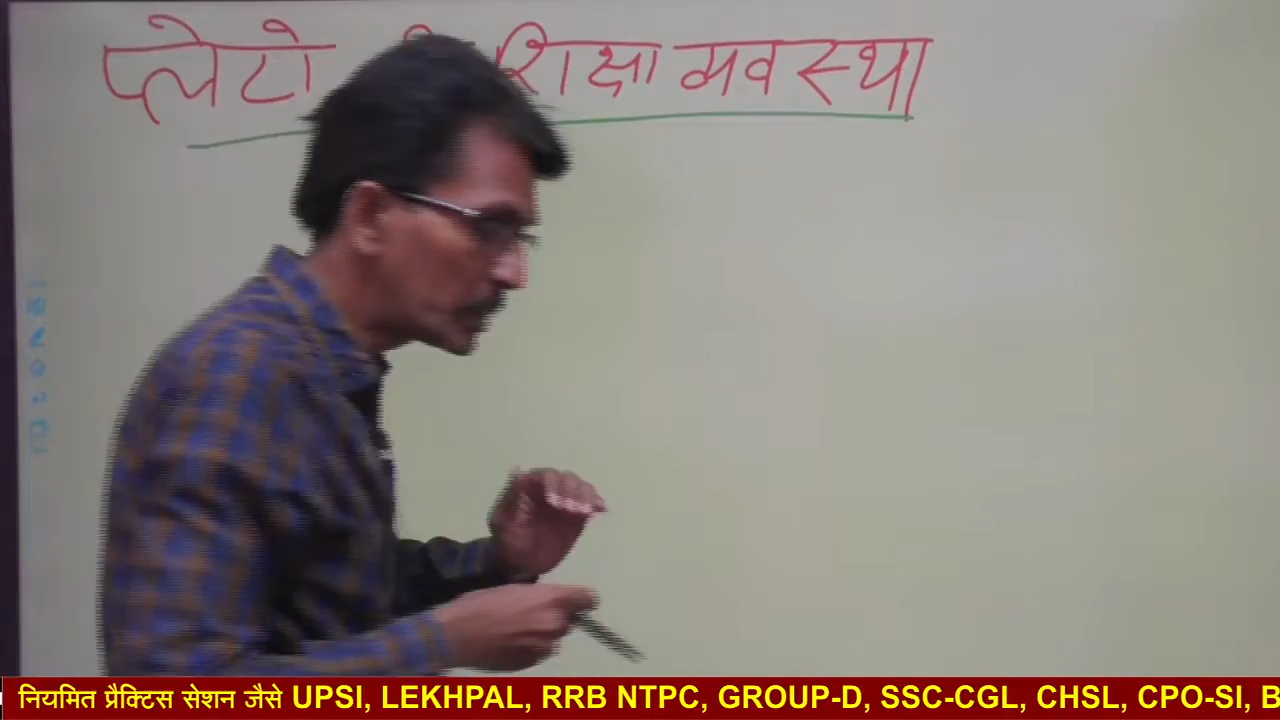 प्लेटो शिक्षा व्यवस्था
नियमित प्रैक्टिस सेशन जैसे UPSI, LEKHPAL, RRB NTPC, GROUP-D, SSC-CGL, CHSL, CPO-SI, B